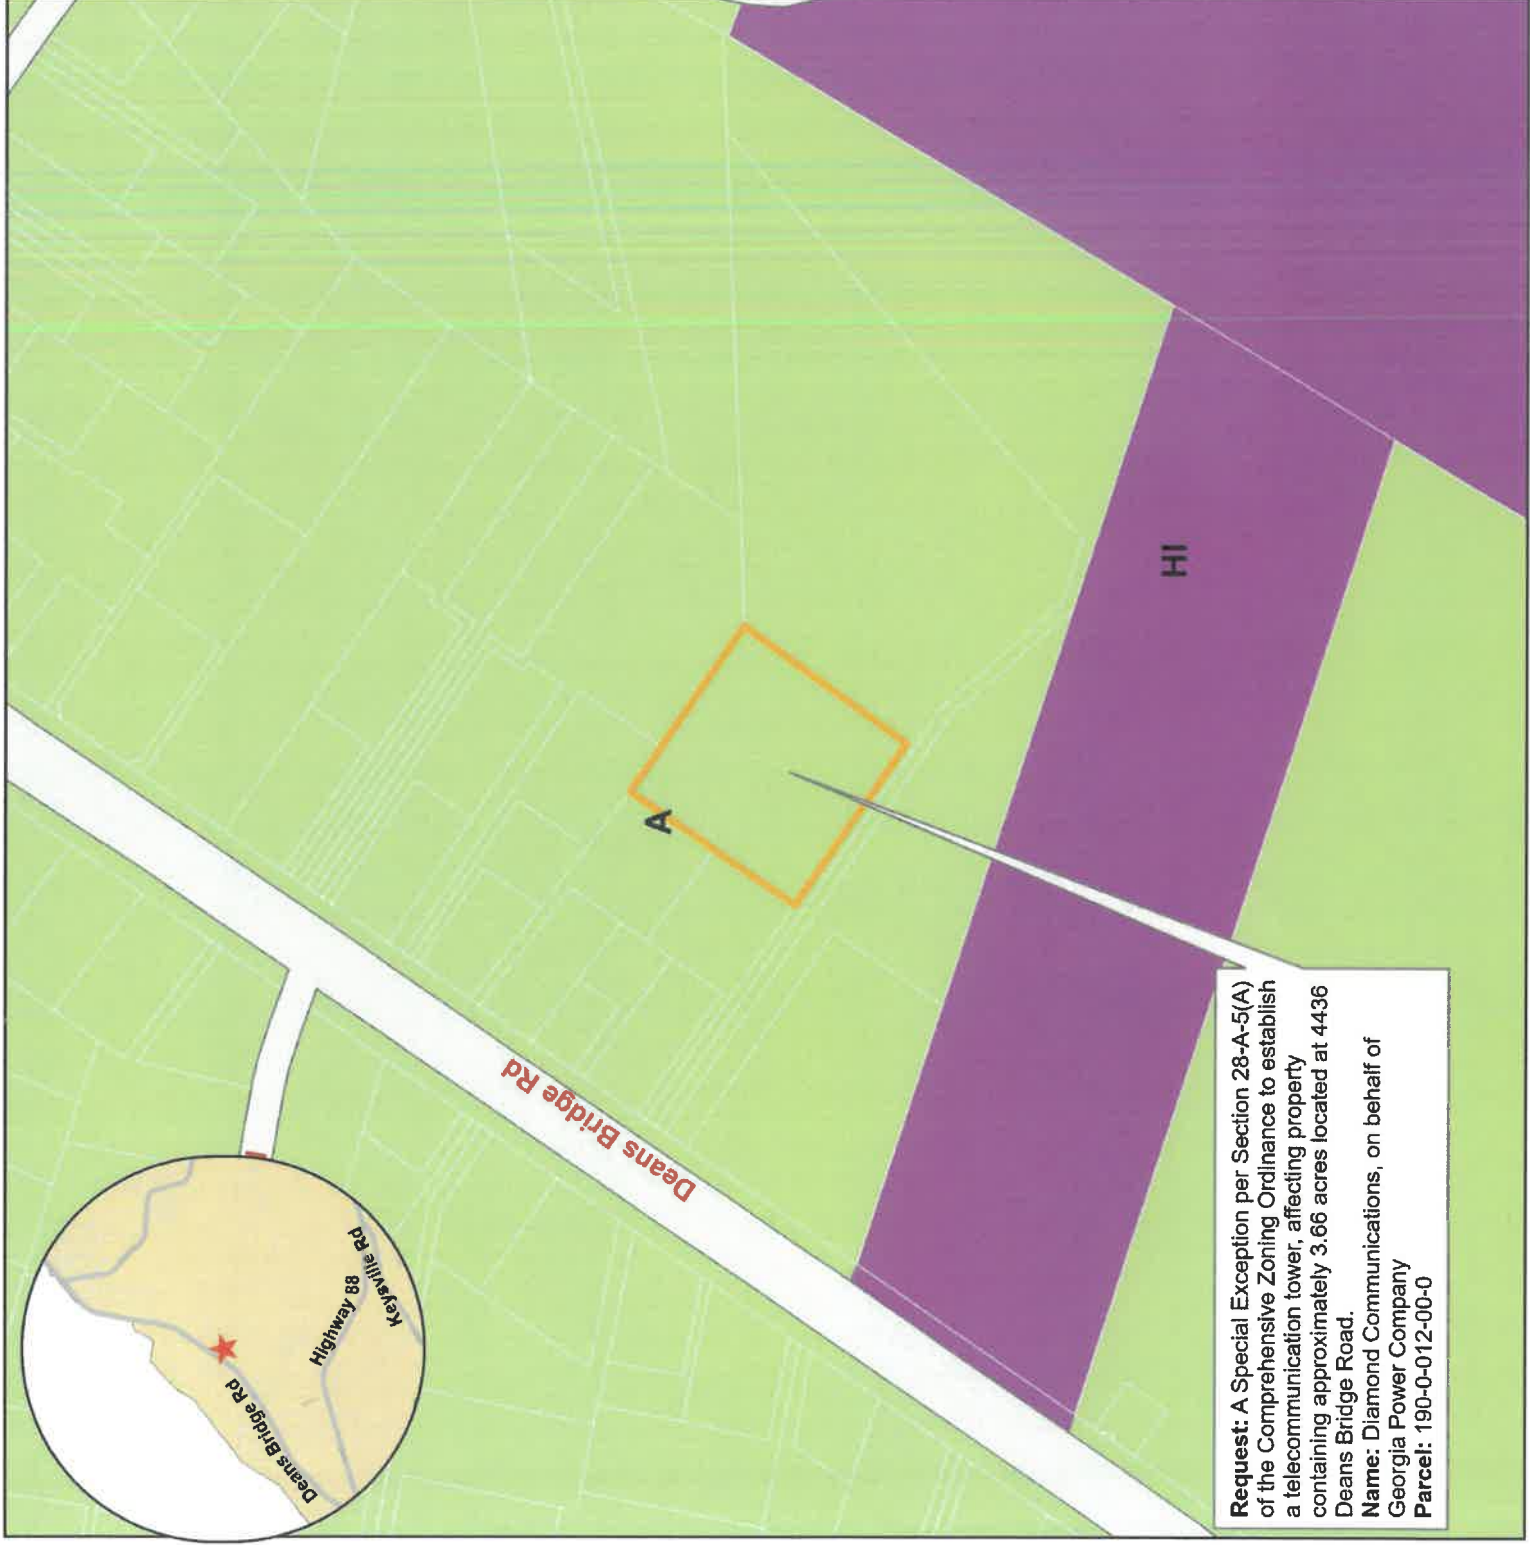 Deans Bridge Rd
Highway 88
Keysville Rd
Deans Bridge Rd
A
HI
Request: A Special Exception per Section 28-A-5(A)
of the Comprehensive Zoning Ordinance to establish
a telecommunication tower, affecting property
containing approximately 3.66 acres located at 4436
Deans Bridge Road.
Name: Diamond Communications, on behalf of
Georgia Power Company
Parcel: 190-0-012-00-0